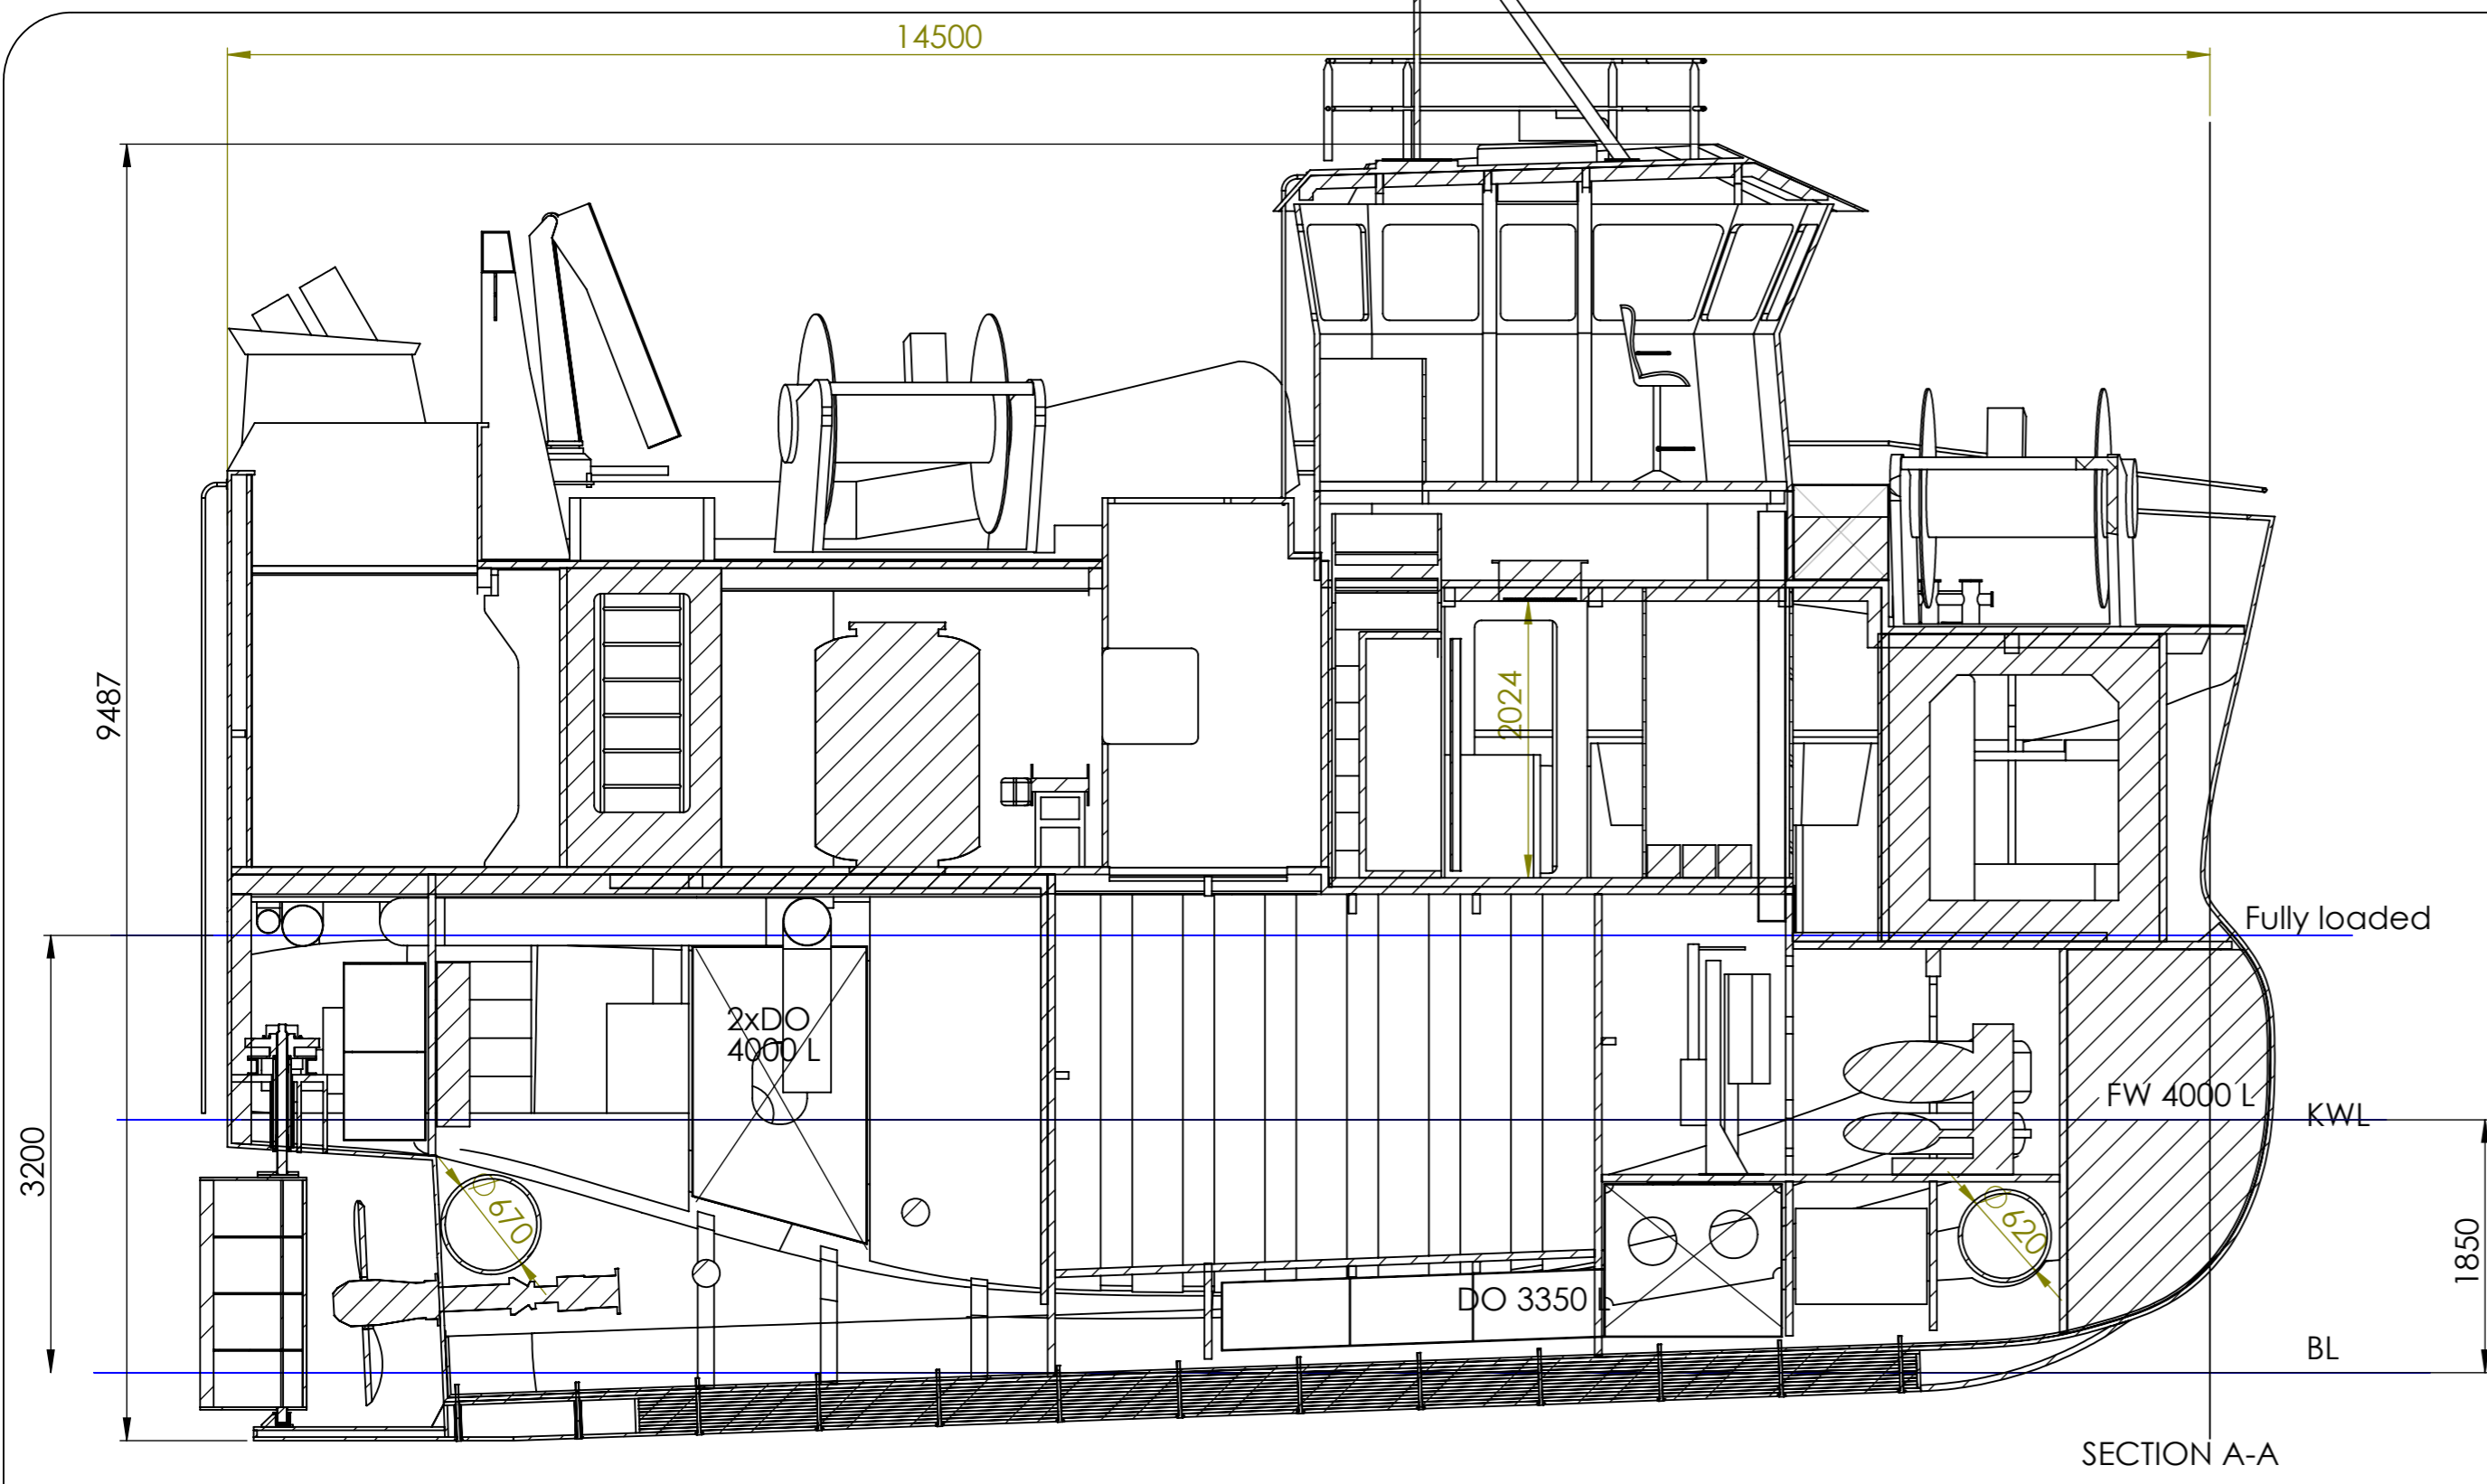 14500
9487
2024
Fully loaded
2xDO
4000 L
FW 4000 L
KWL
3200
∅ 670
∅ 620
1850
DO 3350 L
BL
SECTION A-A